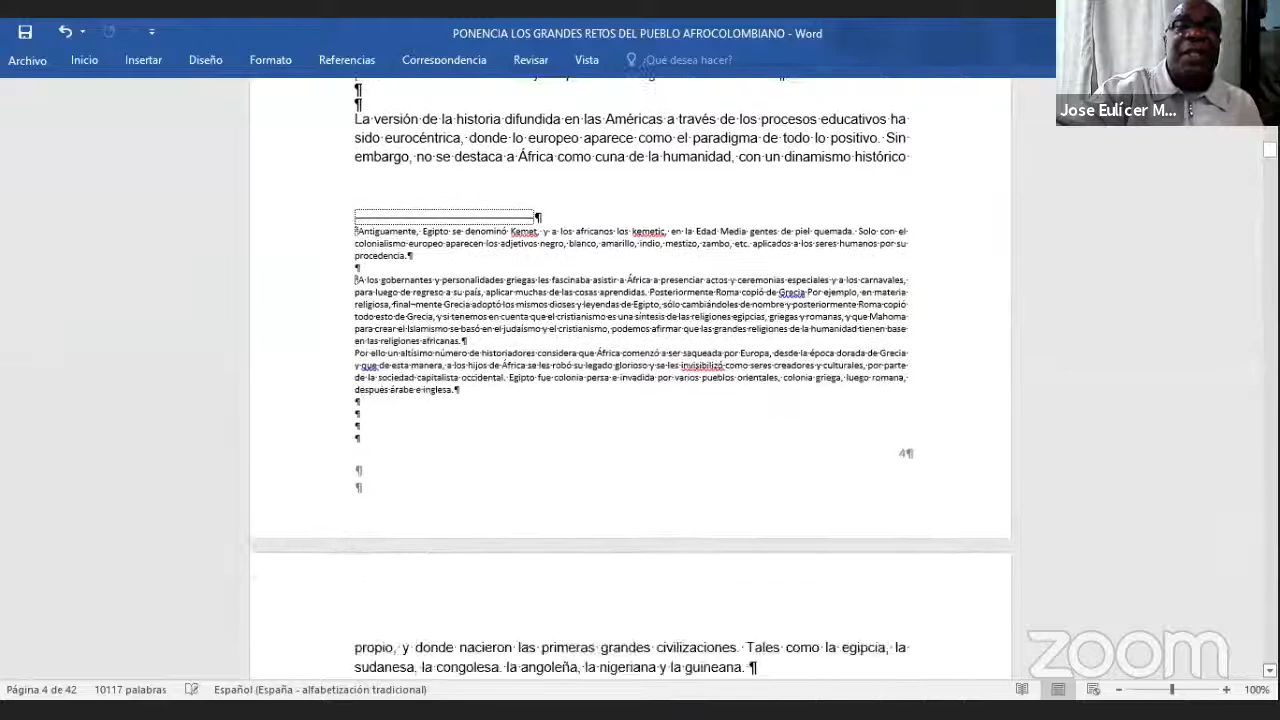 PONENCIA LOS GRANDES RETOS DEL PUEBLO AFROCOLOMBIANO - Word
Archivo Inicio Insertar Diseño Formato Referencias Correspondencia Revisar Vista ¿Qué desea hacer?
Jose Eulícer M...
La versión de la historia difundida en las Américas a través de los procesos educativos ha
sido eurocéntrica, donde lo europeo aparece como el paradigma de todo lo positivo. Sin
embargo, no se destaca a África como cuna de la humanidad, con un dinamismo histórico
Antiguamente, Egipto se denominó Kemet, y a los africanos los kemetic, en la Edad Media gentes de piel quemada. Solo con el
colonialismo europeo aparecen los adjetivos negro, blanco, amarillo, indio, mestizo, zambo, etc. aplicados a los seres humanos por su
procedencia.
A los gobernantes y personalidades griegas les fascinaba asistir a África a presenciar actos y ceremonias especiales y a los carnavales,
para luego de regreso a su país, aplicar muchas de las cosas aprendidas. Posteriormente Roma copió de Grecia Por ejemplo, en materia
religiosa, final¬mente Grecia adoptó los mismos dioses y leyendas de Egipto, sólo cambiándoles de nombre y posteriormente Roma copió
todo esto de Grecia, y si tenemos en cuenta que el cristianismo es una síntesis de las religiones egipcias, griegas y romanas, y que Mahoma
para crear el Islamismo se basó en el judaísmo y el cristianismo, podemos afirmar que las grandes religiones de la humanidad tienen base
en las religiones africanas.
Por ello un altísimo número de historiadores considera que África comenzó a ser saqueada por Europa, desde la época dorada de Grecia
y que de esta manera, a los hijos de África se les robó su legado glorioso y se les invisibilizó como seres creadores y culturales, por parte
de la sociedad capitalista occidental. Egipto fue colonia persa e invadida por varios pueblos orientales, colonia griega, luego romana,
después árabe e inglesa.
4
propio, y donde nacieron las primeras grandes civilizaciones. Tales como la egipcia, la
sudanesa, la congolesa. la angoleña, la nigeriana y la guineana.
zoom
Página 4 de 42 10117 palabras Español (España - alfabetización tradicional) 100%